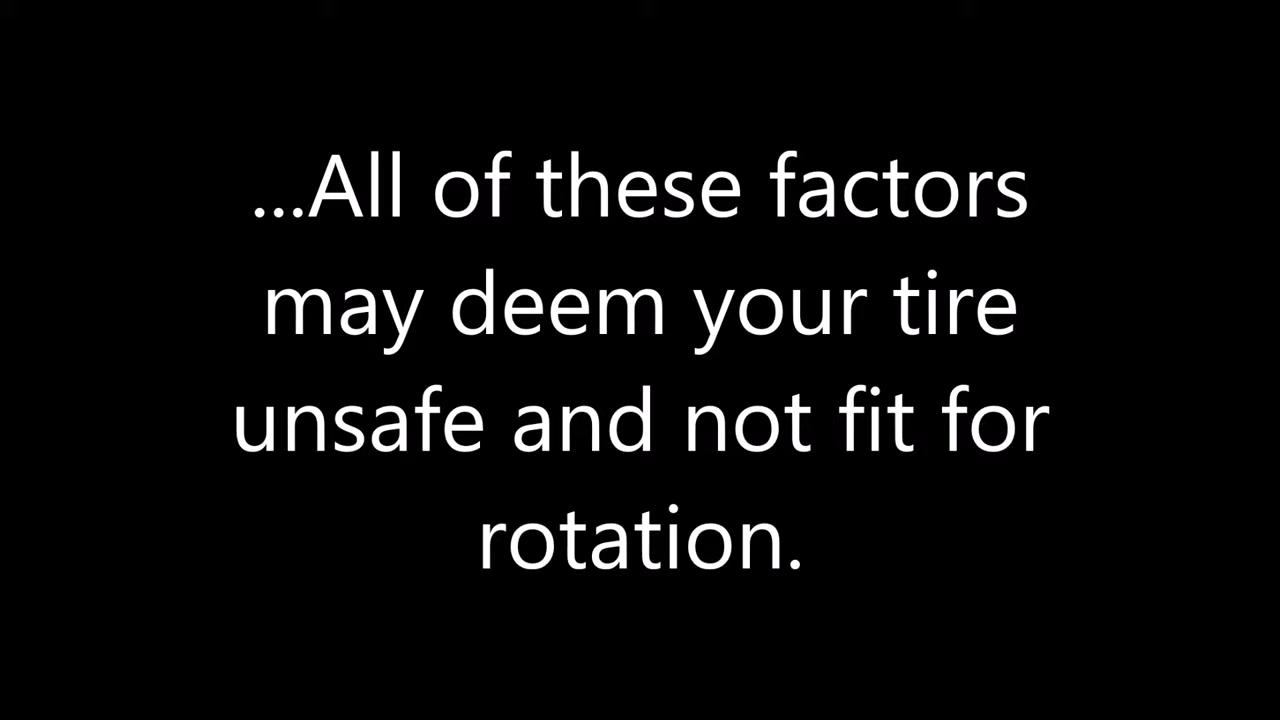 ...All of these factors
may deem your tire
unsafe and not fit for
rotation.